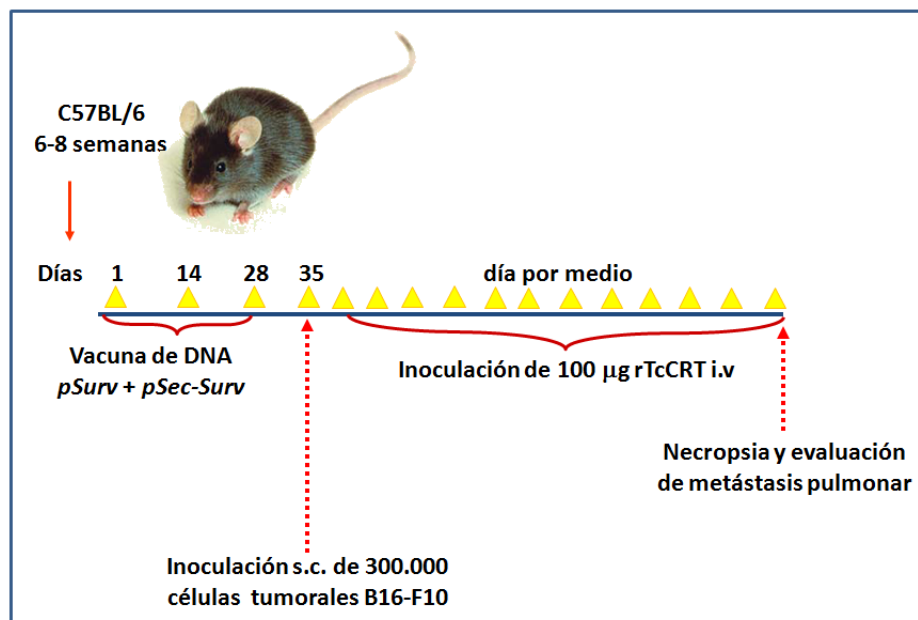 C57BL/6
6-8 semanas
Días 1 14 28 35 día por medio
Vacuna de DNA
pSurv + pSec-Surv
Inoculación de 100 μg rTcCRT i.v
Necropsia y evaluación
de metástasis pulmonar
Inoculación s.c. de 300.000
células tumorales B16-F10